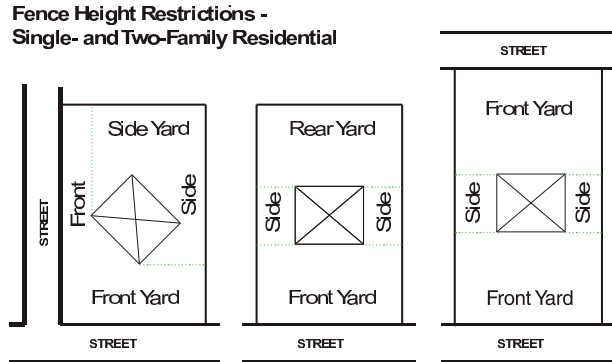 Fence Height Restrictions -
Single- and Two-Family Residential
STREET
Side Yard
Front
Side
Front Yard
STREET
Rear Yard
Side
Side
Front Yard
STREET
STREET
Front Yard
Side
Side
Front Yard
STREET